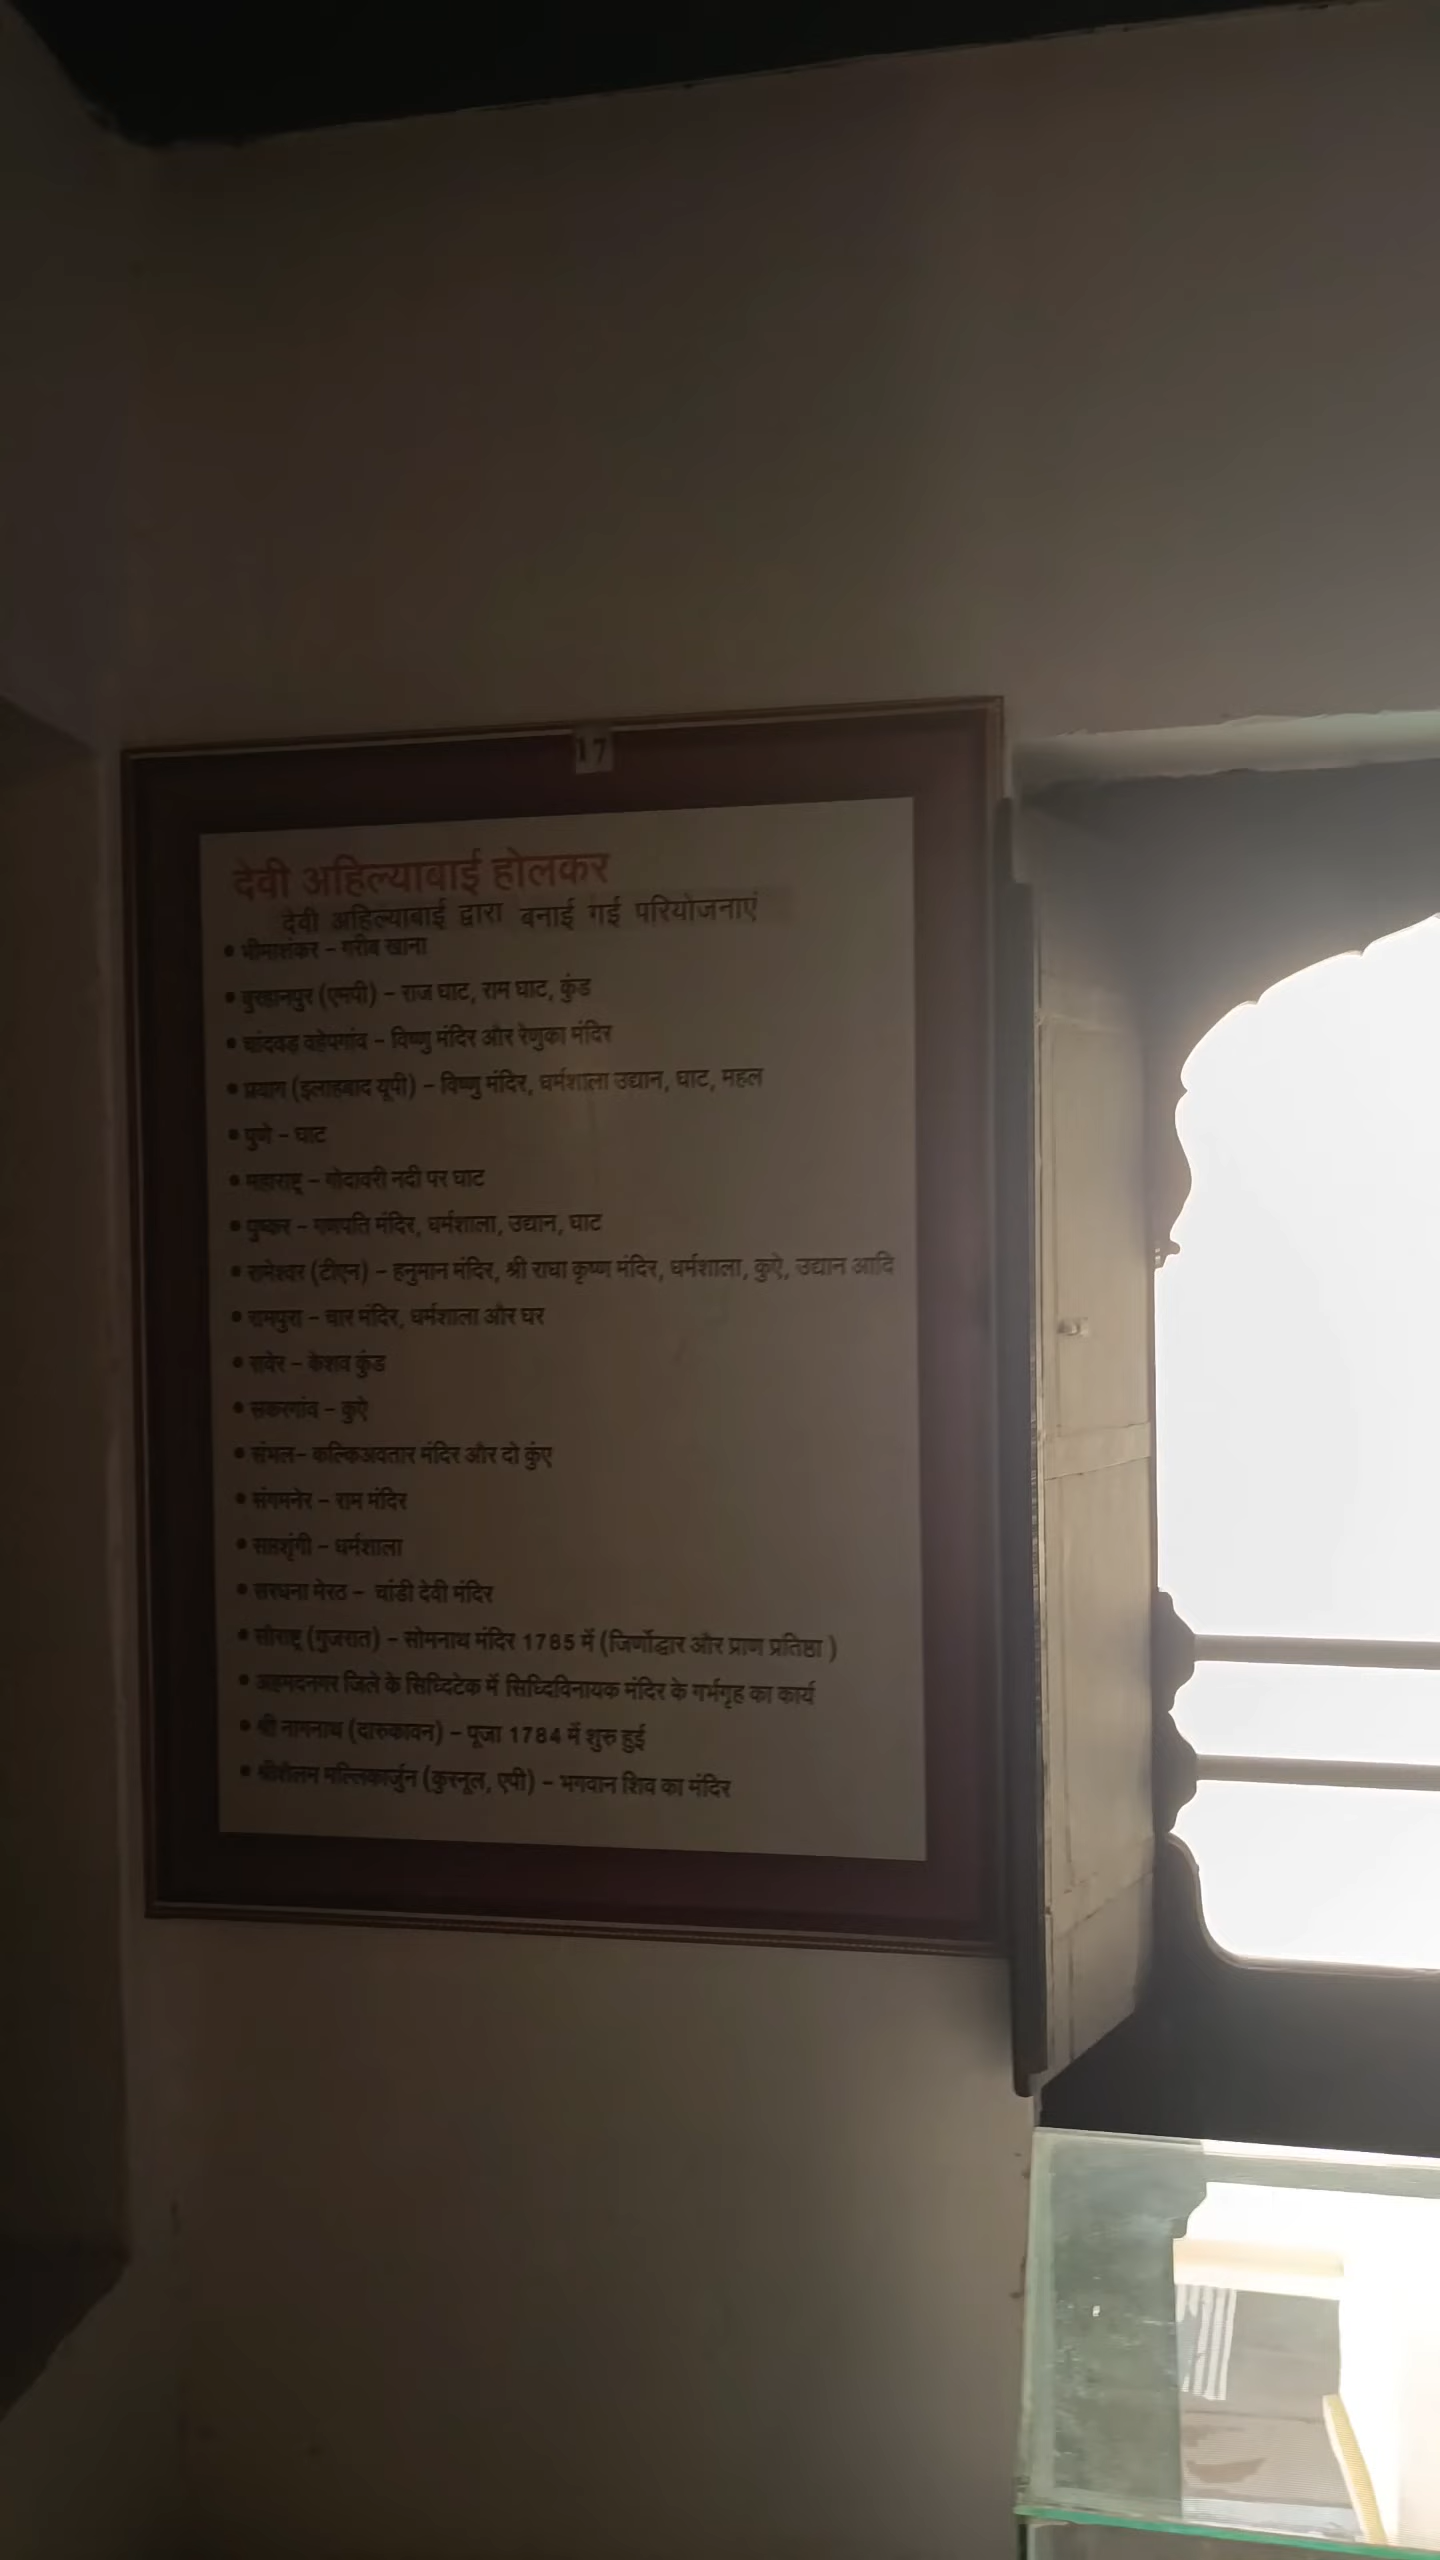 17
देवी अहिल्याबाई होलकर
देवी अहिल्याबाई द्वारा बनाई गई परियोजनाएं
• भीमाशंकर – गरीब खाना
• बुरहानपुर (एमपी) – राज घाट, राम घाट, कुंड
• चांदवड़ वहेपगांव – विष्णु मंदिर और रेणुका मंदिर
• प्रयाग (इलाहबाद यूपी) – विष्णु मंदिर, धर्मशाला उद्यान, घाट, महल
• पुणे – घाट
• महाराष्ट्र – गोदावरी नदी पर घाट
• पुष्कर – गणपति मंदिर, धर्मशाला, उद्यान, घाट
• रामेश्वर (टीएन) – हनुमान मंदिर, श्री राधा कृष्ण मंदिर, धर्मशाला, कुऐ, उद्यान आदि
• रामपुरा – चार मंदिर, धर्मशाला और घर
• रावेर – केशव कुंड
• सकरगांव – कुऐ
• संभल– कल्किअवतार मंदिर और दो कुंए
• संगमनेर – राम मंदिर
• सप्तशृंगी – धर्मशाला
• सरधना मेरठ – चांडी देवी मंदिर
• सौराष्ट्र (गुजरात) – सोमनाथ मंदिर 1785 में (जिर्णोद्धार और प्राण प्रतिष्ठा )
• अहमदनगर जिले के सिध्दिटेक में सिध्दिविनायक मंदिर के गर्भगृह का कार्य
• श्री नागनाथ (दारुकावन) – पूजा 1784 में शुरु हुई
• श्रीशैलम मल्लिकार्जुन (कुरनूल, एपी) – भगवान शिव का मंदिर